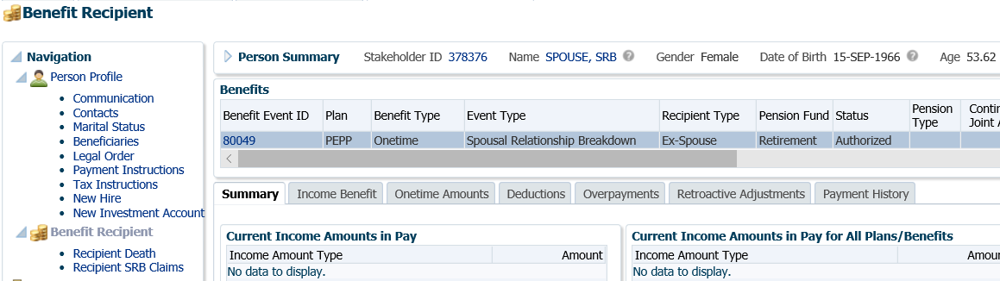 Benefit Recipient
Navigation
Person Profile
Communication
Contacts
Marital Status
Beneficiaries
Legal Order
Payment Instructions
Tax Instructions
New Hire
New Investment Account
Benefit Recipient
Recipient Death
Recipient SRB Claims
Person Summary Stakeholder ID 378376 Name SPOUSE, SRB Gender Female Date of Birth 15-SEP-1966 Age 53.62
Benefits
Benefit Event ID Plan Benefit Type Event Type Recipient Type Pension Fund Status Pension Type Contin Joint A
80049 PEPP Onetime Spousal Relationship Breakdown Ex-Spouse Retirement Authorized
Summary Income Benefit Onetime Amounts Deductions Overpayments Retroactive Adjustments Payment History
Current Income Amounts in Pay
Income Amount Type Amount
No data to display.
Current Income Amounts in Pay for All Plans/Benefits
Income Amount Type Amou
No data to display.